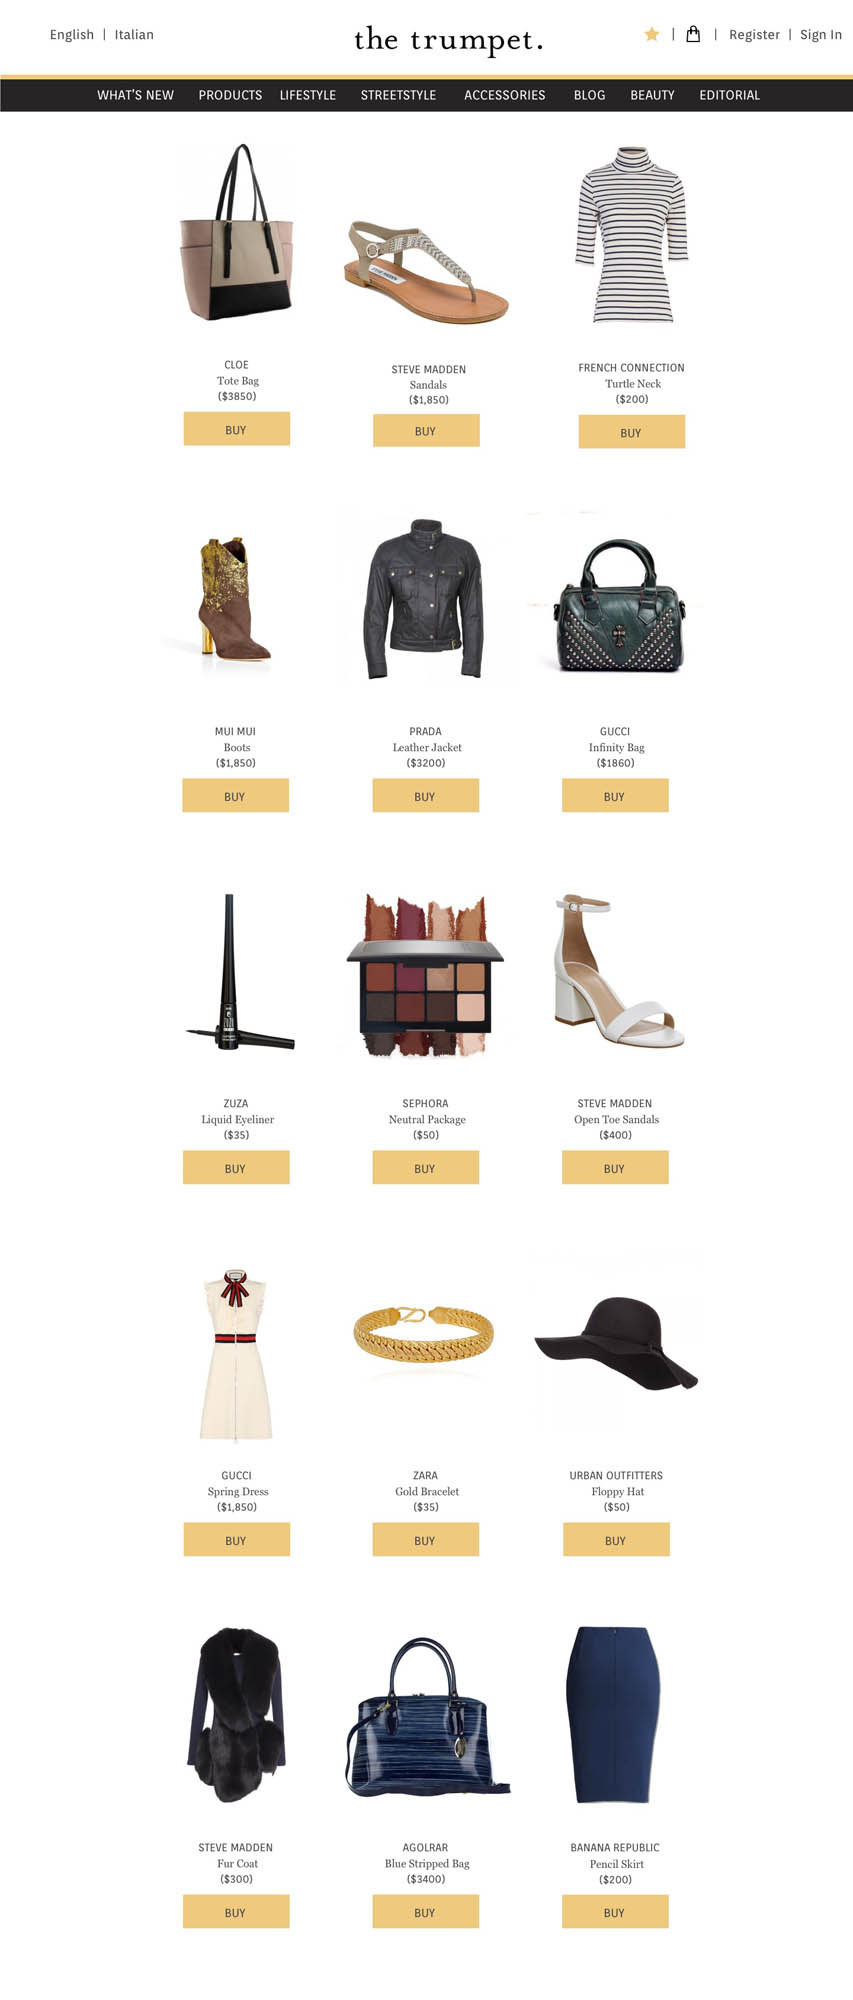 English | Italian
the trumpet.
| | Register | Sign In
WHAT'S NEW PRODUCTS LIFESTYLE STREETSTYLE ACCESSORIES BLOG BEAUTY EDITORIAL
STEVE MADDEN
CLOE
Tote Bag
($3850)
BUY
STEVE MADDEN
Sandals
($1,850)
BUY
FRENCH CONNECTION
Turtle Neck
($200)
BUY
MUI MUI
Boots
($1,850)
BUY
PRADA
Leather Jacket
($3200)
BUY
GUCCI
Infinity Bag
($1860)
BUY
ZUZA
Liquid Eyeliner
($35)
BUY
SEPHORA
Neutral Package
($50)
BUY
STEVE MADDEN
Open Toe Sandals
($400)
BUY
GUCCI
Spring Dress
($1,850)
BUY
ZARA
Gold Bracelet
($35)
BUY
URBAN OUTFITTERS
Floppy Hat
($50)
BUY
STEVE MADDEN
Fur Coat
($300)
BUY
AGOLRAR
Blue Stripped Bag
($3400)
BUY
BANANA REPUBLIC
Pencil Skirt
($200)
BUY